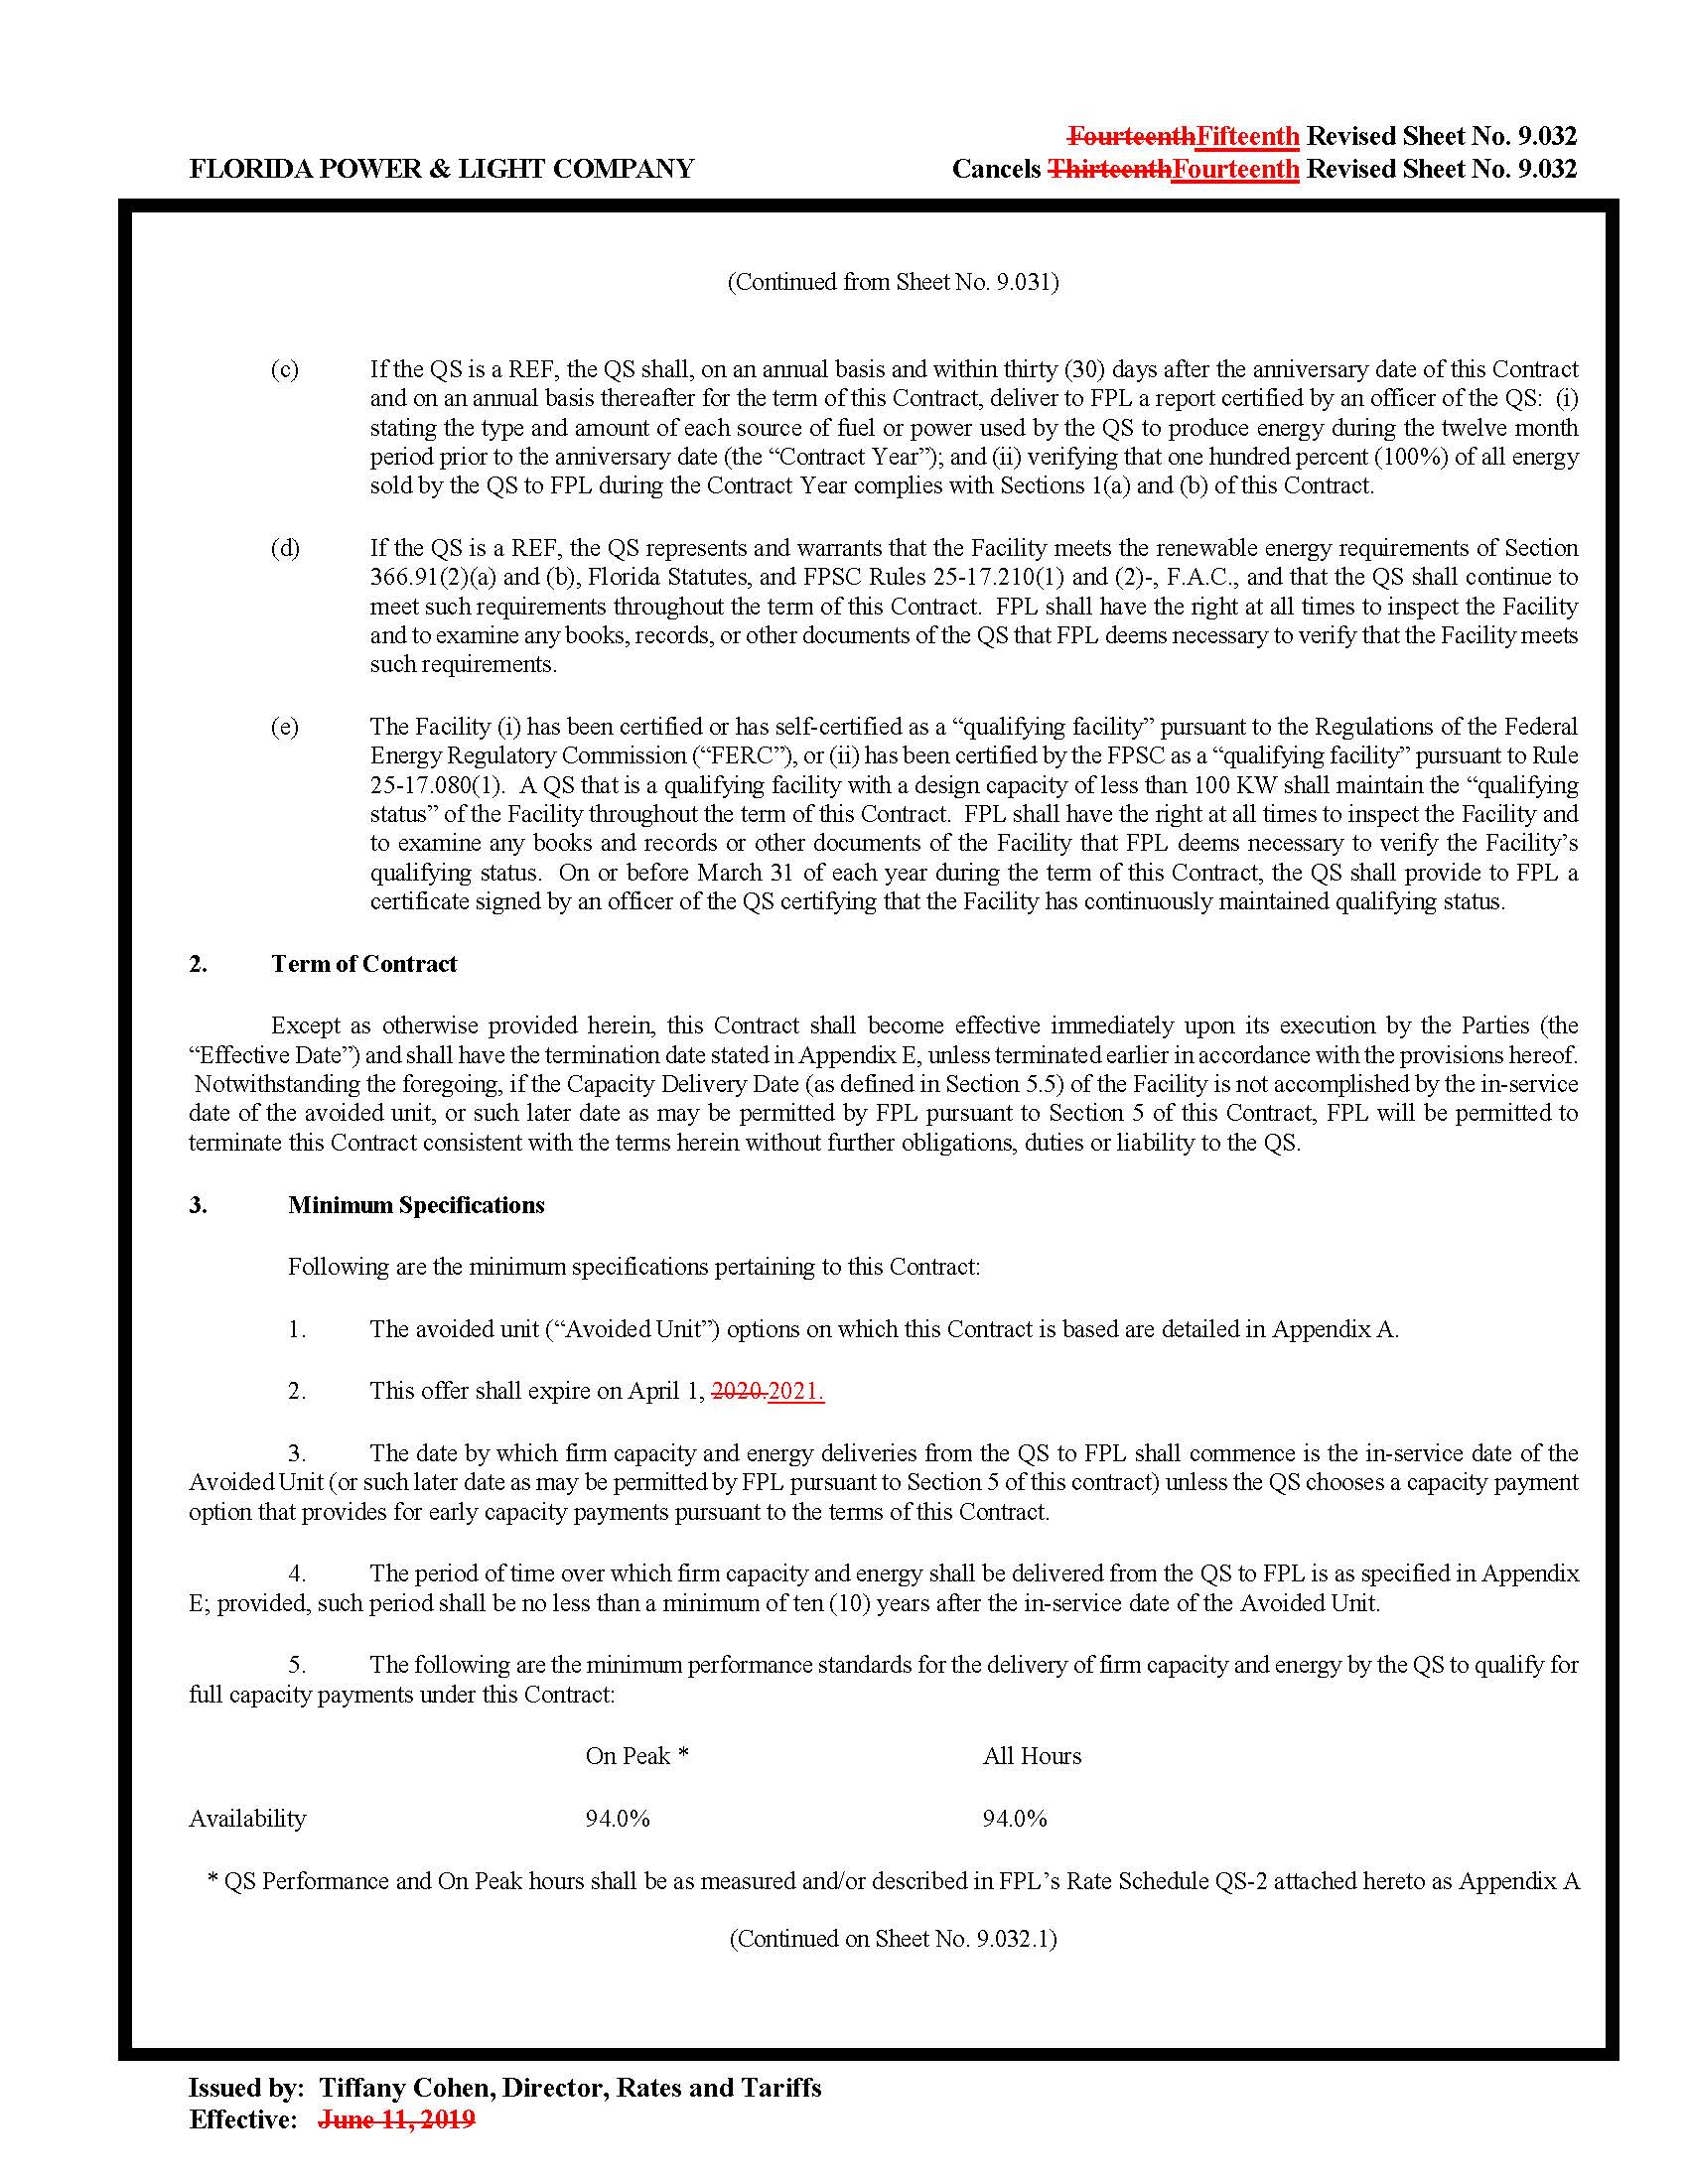 FourteenthFifteenth Revised Sheet No. 9.032
FLORIDA POWER & LIGHT COMPANY Cancels ThirteenthFourteenth Revised Sheet No. 9.032
(Continued from Sheet No. 9.031)
(c) If the QS is a REF, the QS shall, on an annual basis and within thirty (30) days after the anniversary date of this Contract
and on an annual basis thereafter for the term of this Contract, deliver to FPL a report certified by an officer of the QS: (i)
stating the type and amount of each source of fuel or power used by the QS to produce energy during the twelve month
period prior to the anniversary date (the “Contract Year”); and (ii) verifying that one hundred percent (100%) of all energy
sold by the QS to FPL during the Contract Year complies with Sections 1(a) and (b) of this Contract.
(d) If the QS is a REF, the QS represents and warrants that the Facility meets the renewable energy requirements of Section
366.91(2)(a) and (b), Florida Statutes, and FPSC Rules 25-17.210(1) and (2)-, F.A.C., and that the QS shall continue to
meet such requirements throughout the term of this Contract. FPL shall have the right at all times to inspect the Facility
and to examine any books, records, or other documents of the QS that FPL deems necessary to verify that the Facility meets
such requirements.
(e) The Facility (i) has been certified or has self-certified as a “qualifying facility” pursuant to the Regulations of the Federal
Energy Regulatory Commission (“FERC”), or (ii) has been certified by the FPSC as a “qualifying facility” pursuant to Rule
25-17.080(1). A QS that is a qualifying facility with a design capacity of less than 100 KW shall maintain the “qualifying
status” of the Facility throughout the term of this Contract. FPL shall have the right at all times to inspect the Facility and
to examine any books and records or other documents of the Facility that FPL deems necessary to verify the Facility’s
qualifying status. On or before March 31 of each year during the term of this Contract, the QS shall provide to FPL a
certificate signed by an officer of the QS certifying that the Facility has continuously maintained qualifying status.
2. Term of Contract
Except as otherwise provided herein, this Contract shall become effective immediately upon its execution by the Parties (the
“Effective Date”) and shall have the termination date stated in Appendix E, unless terminated earlier in accordance with the provisions hereof.
Notwithstanding the foregoing, if the Capacity Delivery Date (as defined in Section 5.5) of the Facility is not accomplished by the in-service
date of the avoided unit, or such later date as may be permitted by FPL pursuant to Section 5 of this Contract, FPL will be permitted to
terminate this Contract consistent with the terms herein without further obligations, duties or liability to the QS.
3. Minimum Specifications
Following are the minimum specifications pertaining to this Contract:
1. The avoided unit (“Avoided Unit”) options on which this Contract is based are detailed in Appendix A.
2. This offer shall expire on April 1, 2020.2021.
3. The date by which firm capacity and energy deliveries from the QS to FPL shall commence is the in-service date of the
Avoided Unit (or such later date as may be permitted by FPL pursuant to Section 5 of this contract) unless the QS chooses a capacity payment
option that provides for early capacity payments pursuant to the terms of this Contract.
4. The period of time over which firm capacity and energy shall be delivered from the QS to FPL is as specified in Appendix
E; provided, such period shall be no less than a minimum of ten (10) years after the in-service date of the Avoided Unit.
5. The following are the minimum performance standards for the delivery of firm capacity and energy by the QS to qualify for
full capacity payments under this Contract:
On Peak * All Hours
Availability 94.0% 94.0%
* QS Performance and On Peak hours shall be as measured and/or described in FPL’s Rate Schedule QS-2 attached hereto as Appendix A
(Continued on Sheet No. 9.032.1)
Issued by: Tiffany Cohen, Director, Rates and Tariffs
Effective: June 11, 2019